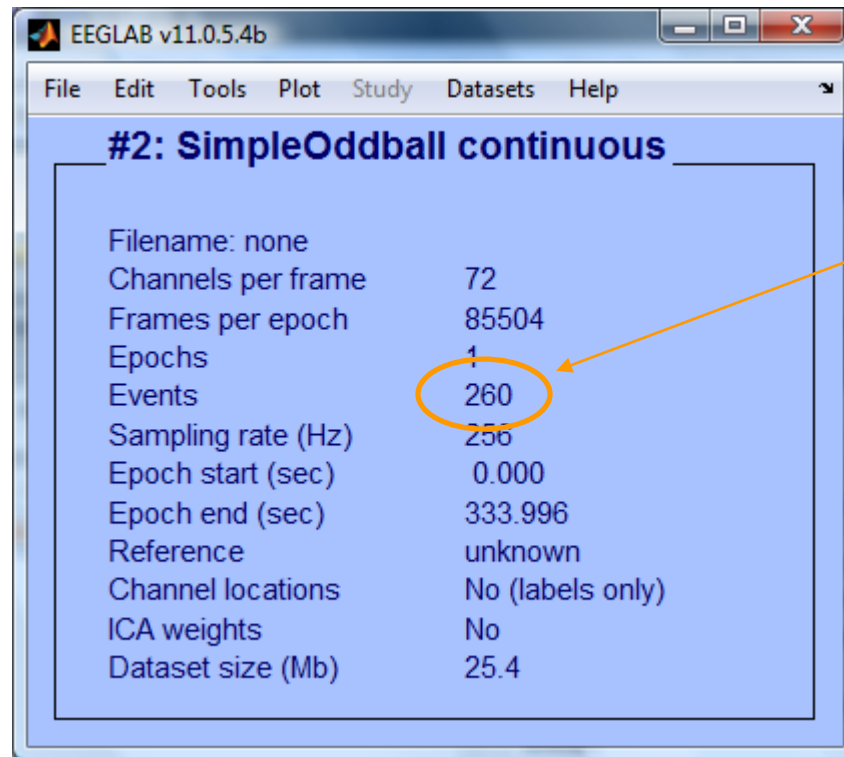 EEGLAB v11.0.5.4b
File Edit Tools Plot Study Datasets Help
#2: SimpleOddball continuous
Filename: none
Channels per frame 72
Frames per epoch 85504
Epochs 1
Events 260
Sampling rate (Hz) 256
Epoch start (sec) 0.000
Epoch end (sec) 333.996
Reference unknown
Channel locations No (labels only)
ICA weights No
Dataset size (Mb) 25.4